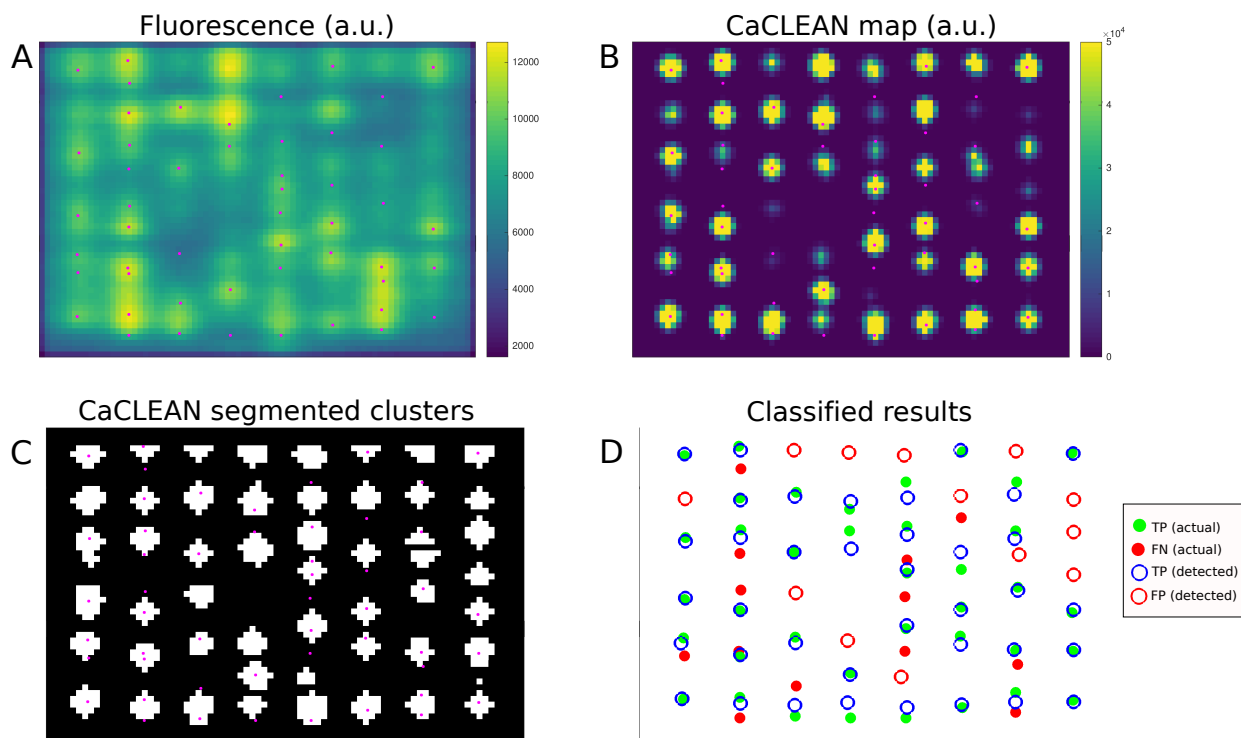 Fluorescence (a.u.)
CaCLEAN map (a.u.)
A
B
12000
10000
8000
6000
4000
2000
×10⁴
5
4
3
2
1
0
CaCLEAN segmented clusters
Classified results
C
D
TP (actual)
FN (actual)
TP (detected)
FP (detected)